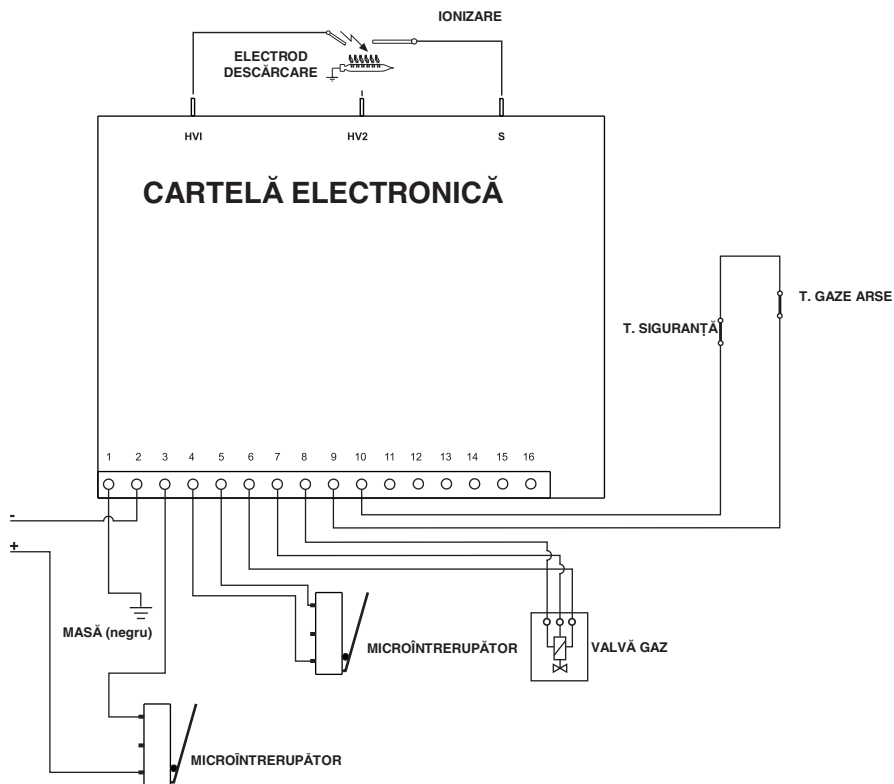 IONIZARE
ELECTROD
DESCĂRCARE
HVI
HV2
S
CARTELĂ ELECTRONICĂ
T. GAZE ARSE
T. SIGURANȚĂ
1 2 3 4 5 6 7 8 9 10 11 12 13 14 15 16
-
+
MASĂ (negru)
MICROÎNTRERUPĂTOR
VALVĂ GAZ
MICROÎNTRERUPĂTOR